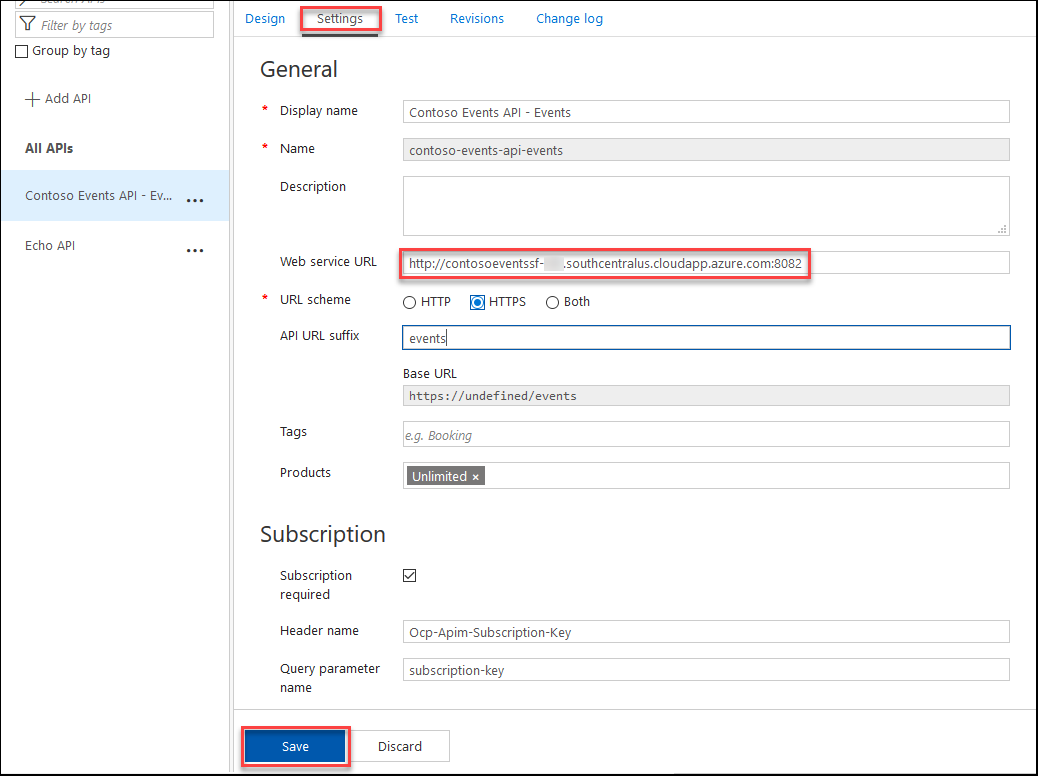 Search APIs
Filter by tags
Group by tag
Add API
All APIs
Contoso Events API - Ev...
Echo API
Design Settings Test Revisions Change log
General
* Display name Contoso Events API - Events
* Name contoso-events-api-events
Description
Web service URL http://contosoeventssf- .southcentralus.cloudapp.azure.com:8082
* URL scheme HTTP HTTPS Both
API URL suffix events
Base URL
https://undefined/events
Tags e.g. Booking
Products Unlimited ×
Subscription
Subscription
required
Header name Ocp-Apim-Subscription-Key
Query parameter
name
subscription-key
Save Discard